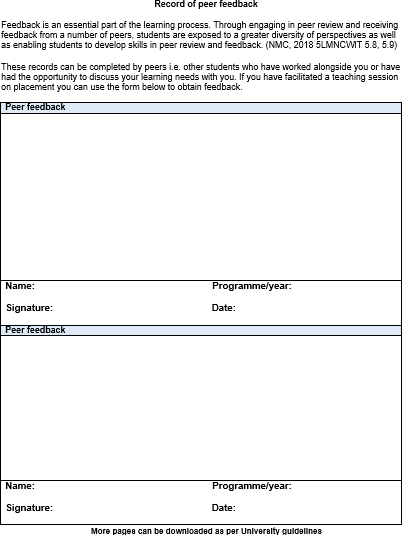 Record of peer feedback
Feedback is an essential part of the learning process. Through engaging in peer review and receiving
feedback from a number of peers, students are exposed to a greater diversity of perspectives as well
as enabling students to develop skills in peer review and feedback. (NMC, 2018 5LMNCWIT 5.8, 5.9)
These records can be completed by peers i.e. other students who have worked alongside you or have
had the opportunity to discuss your learning needs with you. If you have facilitated a teaching session
on placement you can use the form below to obtain feedback.
Peer feedback
Name: Programme/year:
Signature: Date:
Peer feedback
Name: Programme/year:
Signature: Date:
More pages can be downloaded as per University guidelines